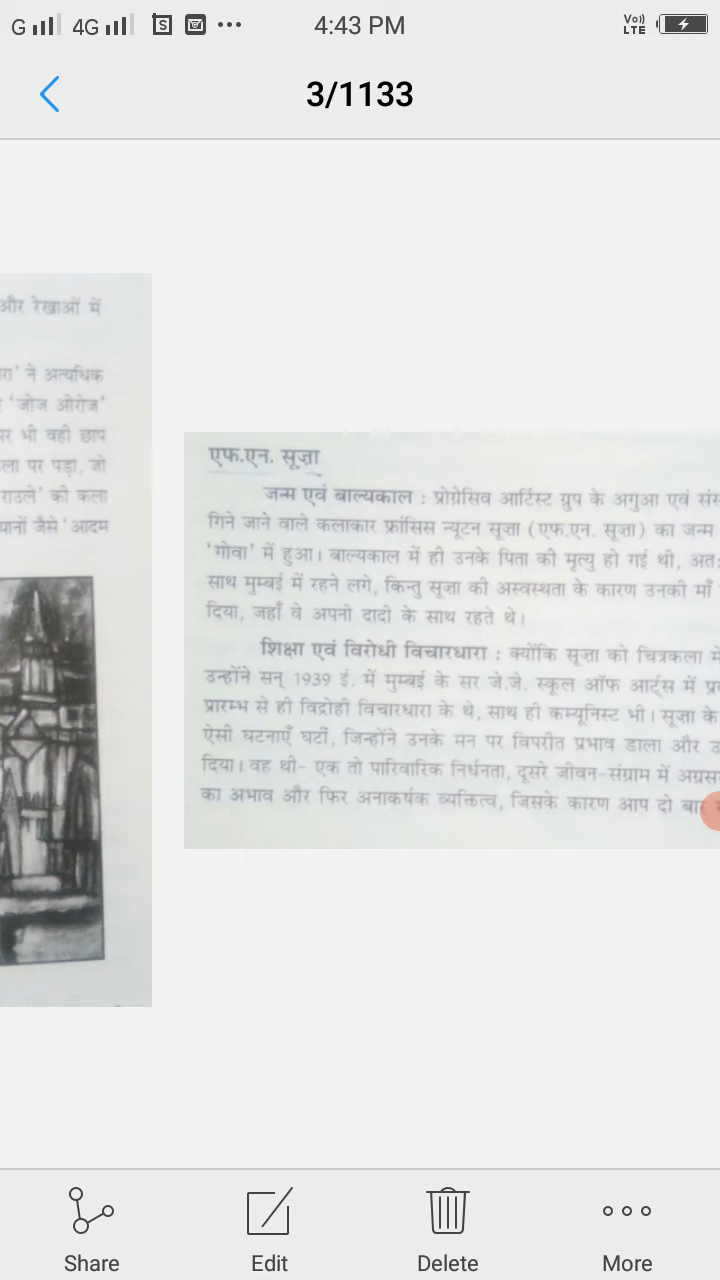 G 4G S 4:43 PM Vo)) LTE
3/1133
और रेखाओं में
ने अत्यधिक
'जोज ओरोज'
भी वही छाप
पर पड़ा, जो
की कला
जैसे 'आदम
एफ.एन. सूज़ा
जन्म एवं बाल्यकाल : प्रोग्रेसिव आर्टिस्ट ग्रुप के अगुआ एवं
गिने जाने वाले कलाकार फ्रांसिस न्यूटन सूज़ा (एफ.एन. सूज़ा) का जन्म
'गोवा' में हुआ। बाल्यकाल में ही उनके पिता की मृत्यु हो गई थी,
साथ मुम्बई में रहने लगे, किन्तु सूज़ा की अस्वस्थता के कारण उनकी माँ
दिया, जहाँ वे अपनी दादी के साथ रहते थे।
शिक्षा एवं विरोधी विचारधारा : क्योंकि सूज़ा को चित्रकला
उन्होंने सन् 1939 ई. में मुम्बई के सर जे.जे. स्कूल ऑफ आर्ट्स में
प्रारम्भ से ही विद्रोही विचारधारा के थे, साथ ही कम्यूनिस्ट भी। सूज़ा के
ऐसी घटनाएँ घटीं, जिन्होंने उनके मन पर विपरीत प्रभाव डाला और
दिया। वह थी- एक तो पारिवारिक निर्धनता, दूसरे जीवन-संग्राम में
का अभाव और फिर अनाकर्षक व्यक्तित्व, जिसके कारण आप दो
Share Edit Delete More